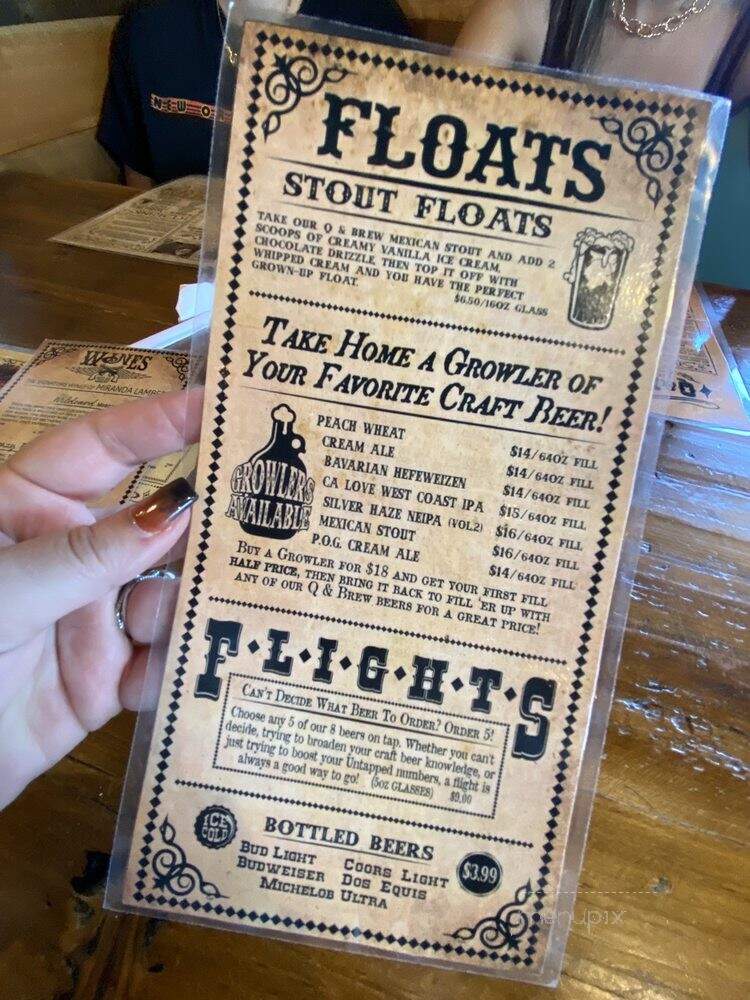 NEW O
FLOATS
STOUT FLOATS
TAKE OUR Q & BREW MEXICAN STOUT AND ADD 2
SCOOPS OF CREAMY VANILLA ICE CREAM,
CHOCOLATE DRIZZLE, THEN TOP IT OFF WITH
WHIPPED CREAM AND YOU HAVE THE PERFECT
GROWN-UP FLOAT.
$6.50/16OZ GLASS
TAKE HOME A GROWLER OF
YOUR FAVORITE CRAFT BEER!
GROWLERS
AVAILABLE
PEACH WHEAT $14/64OZ FILL
CREAM ALE $14/64OZ FILL
BAVARIAN HEFEWEIZEN $14/64OZ FILL
CA LOVE WEST COAST IPA $15/64OZ FILL
SILVER HAZE NEIPA (VOL2) $16/64OZ FILL
MEXICAN STOUT $16/64OZ FILL
P.O.G. CREAM ALE $14/64OZ FILL
BUY A GROWLER FOR $18 AND GET YOUR FIRST FILL
HALF PRICE, THEN BRING IT BACK TO FILL 'ER UP WITH
ANY OF OUR Q & BREW BEERS FOR A GREAT PRICE!
F·L·I·G·H·T·S
CAN'T DECIDE WHAT BEER TO ORDER? ORDER 5!
Choose any 5 of our 8 beers on tap. Whether you can't
decide, trying to broaden your craft beer knowledge, or
just trying to boost your Untapped numbers, a flight is
always a good way to go! (5oz GLASSES) $9.00
ICE
COLD
BOTTLED BEERS
BUD LIGHT COORS LIGHT
BUDWEISER DOS EQUIS
MICHELOB ULTRA
$3.99
WINES
MIRANDA LAMBE
menupix